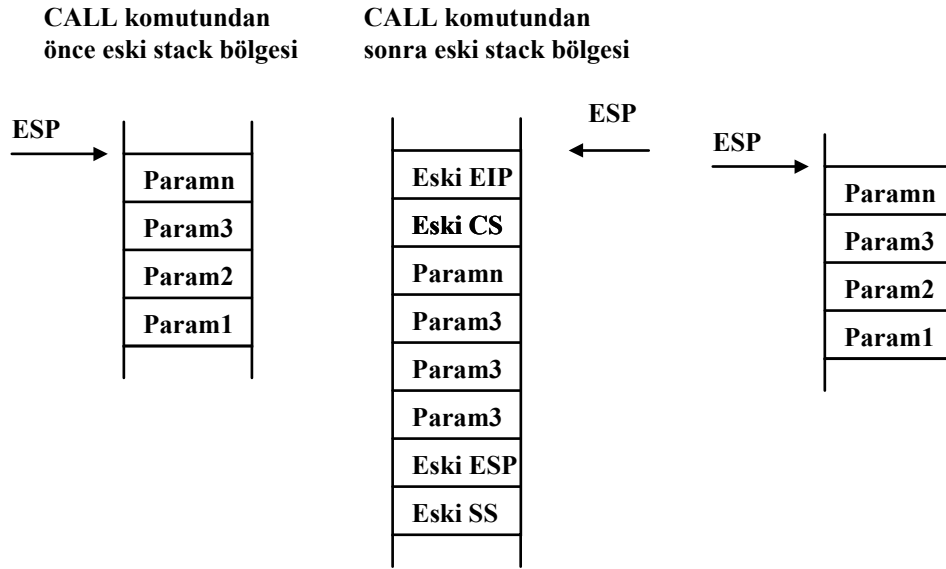 CALL komutundan
önce eski stack bölgesi
CALL komutundan
sonra eski stack bölgesi
ESP
Paramn
Param3
Param2
Param1
ESP
Eski EIP
Eski CS
Paramn
Param3
Param3
Param3
Eski ESP
Eski SS
ESP
Paramn
Param3
Param2
Param1